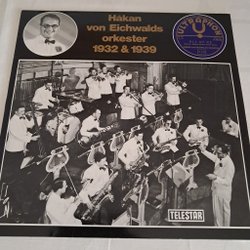 Håkan
von Eichwalds
orkester
1932 & 1939
ULTRAPHON
TELESTAR